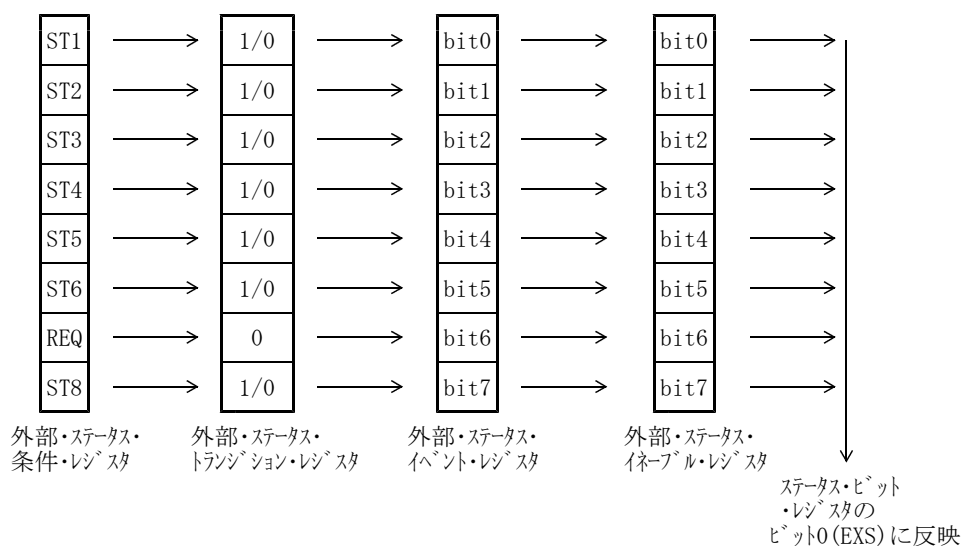 ST1 1/0 bit0 bit0
ST2 1/0 bit1 bit1
ST3 1/0 bit2 bit2
ST4 1/0 bit3 bit3
ST5 1/0 bit4 bit4
ST6 1/0 bit5 bit5
REQ 0 bit6 bit6
ST8 1/0 bit7 bit7
外部・ｽﾃｰﾀｽ・
条件・ﾚｼﾞｽﾀ
外部・ｽﾃｰﾀｽ・
ﾄﾗﾝｼﾞｼｮﾝ・ﾚｼﾞｽﾀ
外部・ｽﾃｰﾀｽ・
ｲﾍﾞﾝﾄ・ﾚｼﾞｽﾀ
外部・ｽﾃｰﾀｽ・
ｲﾈｰﾌﾞﾙ・ﾚｼﾞｽﾀ
ｽﾃｰﾀｽ・ﾋﾞｯﾄ
・ﾚｼﾞｽﾀの
ﾋﾞｯﾄ0(EXS)に反映